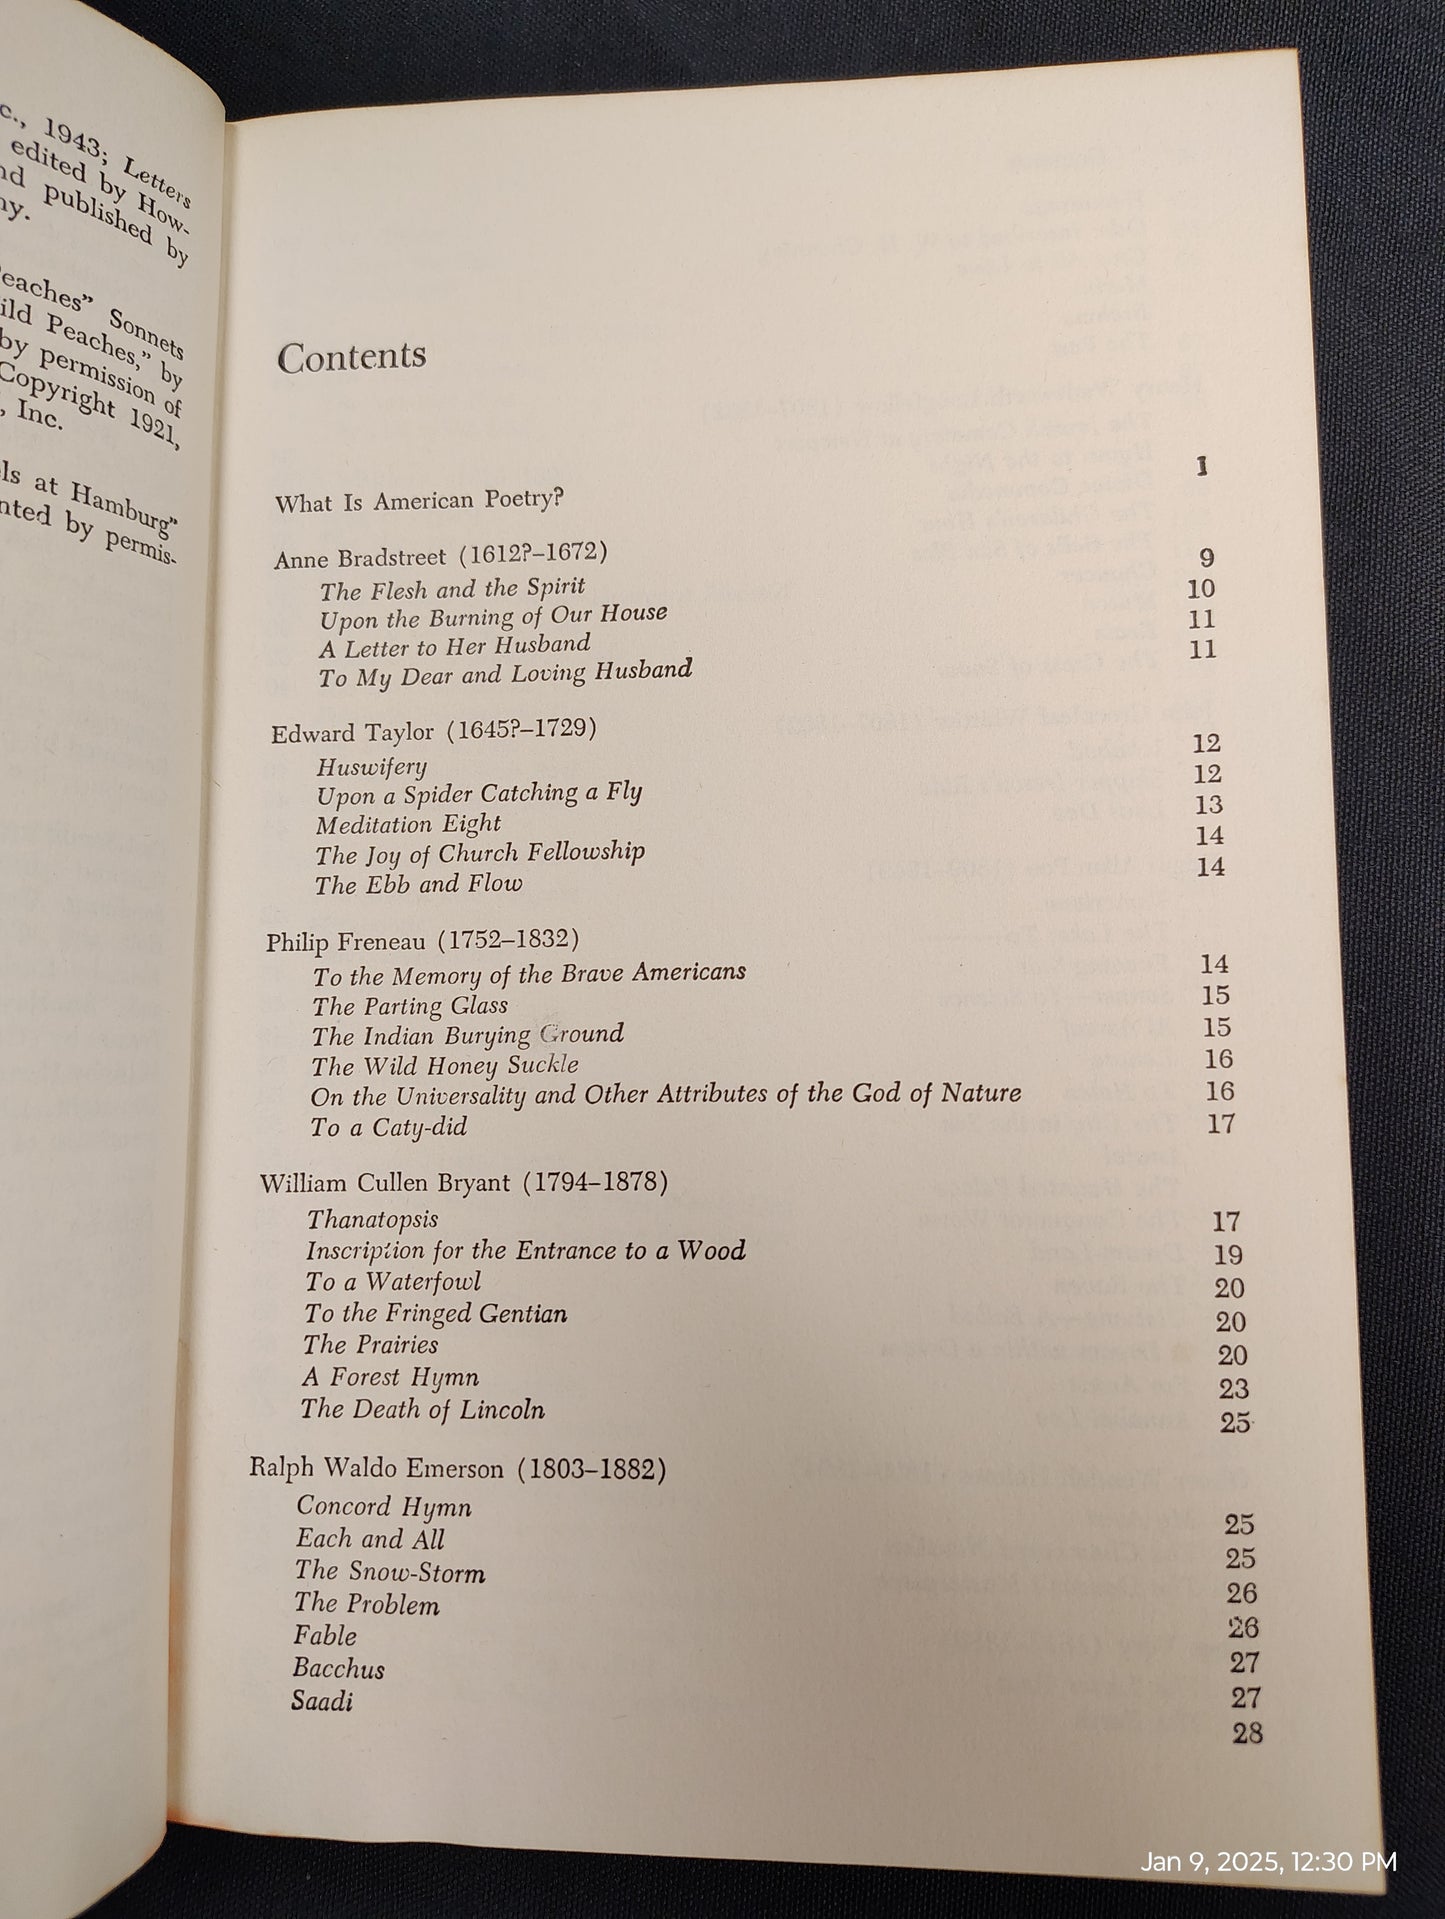 c., 1943; Letters
edited by How-
nd published by
ny.
eaches” Sonnets
ild Peaches,” by
by permission of
Copyright 1921,
, Inc.
ls at Hamburg”
nted by permis-
Contents
What Is American Poetry? 1
Anne Bradstreet (1612?–1672)
The Flesh and the Spirit 9
Upon the Burning of Our House 10
A Letter to Her Husband 11
To My Dear and Loving Husband 11
Edward Taylor (1645?–1729)
Huswifery 12
Upon a Spider Catching a Fly 12
Meditation Eight 13
The Joy of Church Fellowship 14
The Ebb and Flow 14
Philip Freneau (1752–1832)
To the Memory of the Brave Americans 14
The Parting Glass 15
The Indian Burying Ground 15
The Wild Honey Suckle 16
On the Universality and Other Attributes of the God of Nature 16
To a Caty-did 17
William Cullen Bryant (1794–1878)
Thanatopsis 17
Inscription for the Entrance to a Wood 19
To a Waterfowl 20
To the Fringed Gentian 20
The Prairies 20
A Forest Hymn 23
The Death of Lincoln 25
Ralph Waldo Emerson (1803–1882)
Concord Hymn 25
Each and All 25
The Snow-Storm 26
The Problem 26
Fable 27
Bacchus 27
Saadi 28
Jan 9, 2025, 12:30 PM